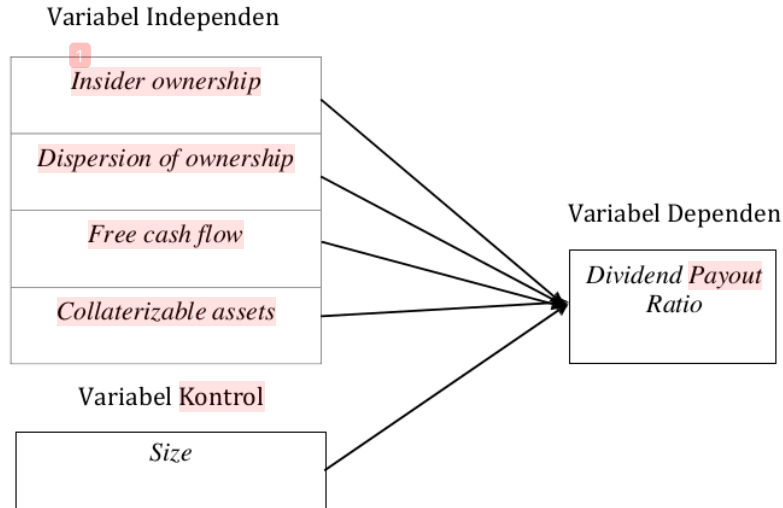 Variabel Independen
1
Insider ownership
Dispersion of ownership
Free cash flow
Collaterizable assets
Variabel Dependen
Dividend Payout
Ratio
Variabel Kontrol
Size